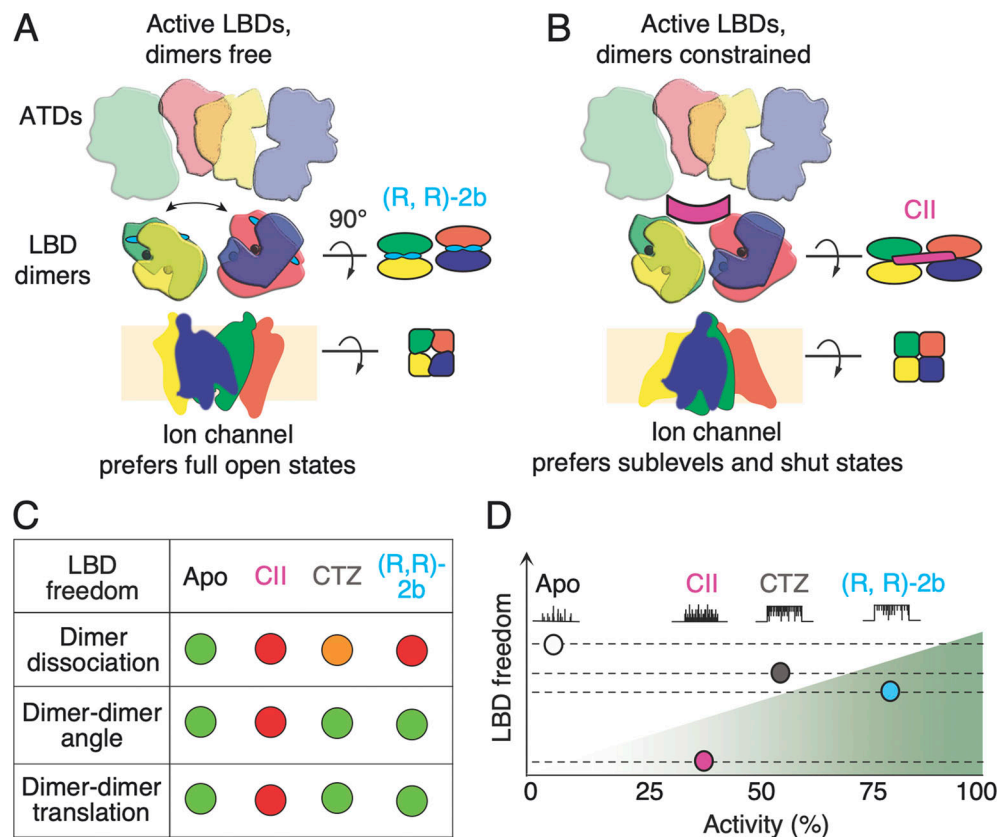 A
Active LBDs,
dimers free
ATDs
LBD
dimers
90°
(R, R)-2b
Ion channel
prefers full open states
B
Active LBDs,
dimers constrained
CII
Ion channel
prefers sublevels and shut states
C
LBD
freedom
Apo
CII
CTZ
(R,R)-
2b
Dimer
dissociation
Dimer-dimer
angle
Dimer-dimer
translation
D
LBD freedom
Apo
CII
CTZ
(R, R)-2b
0
25
50
75
100
Activity (%)